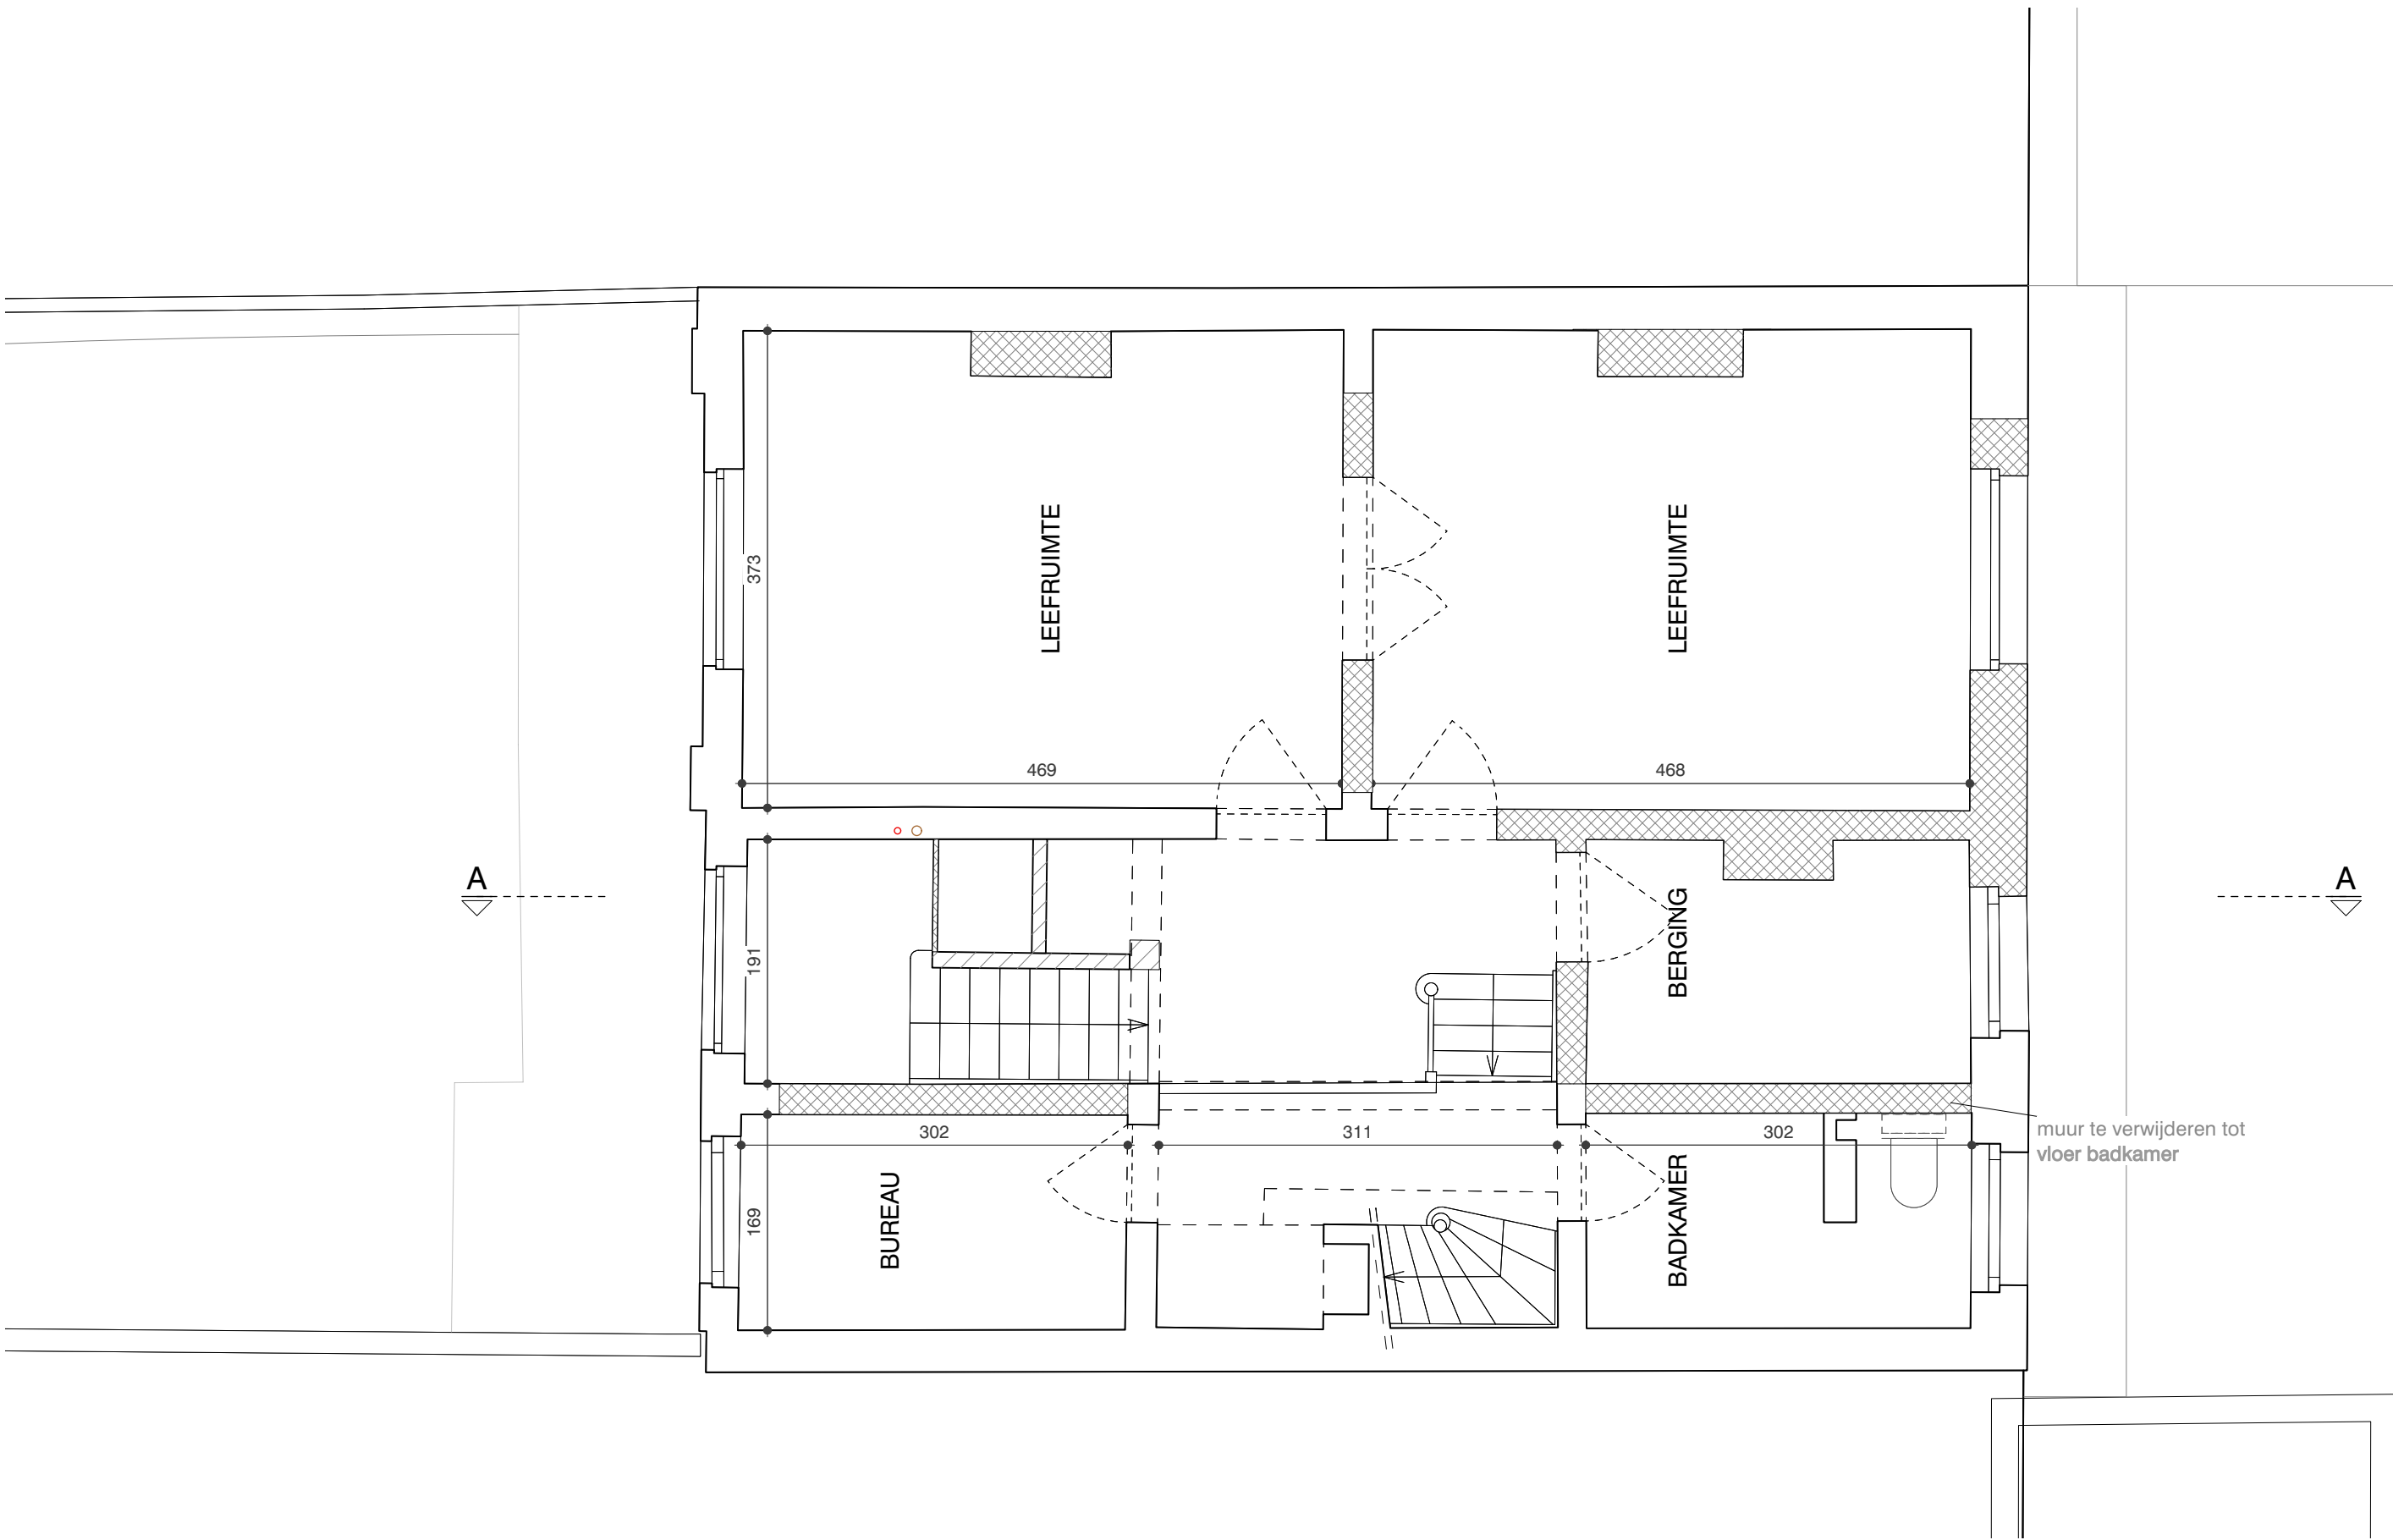 LEEFRUIMTE
LEEFRUIMTE
373
469
468
A
A
BERGING
191
302
311
302
muur te verwijderen tot
vloer badkamer
BUREAU
BADKAMER
169